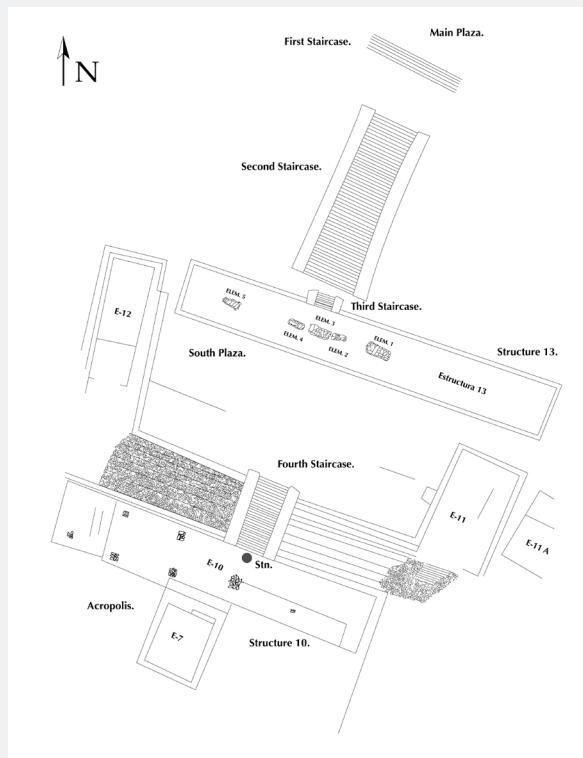 Main Plaza.
First Staircase.
N
Second Staircase.
ELEM. 5
Third Staircase.
E-12
ELEM. 3
ELEM. 4
ELEM. 1
ELEM. 2
South Plaza.
Structure 13.
Estructura 13
Fourth Staircase.
E-11
E-11 A
E-10
Stn.
Acropolis.
E-7
Structure 10.